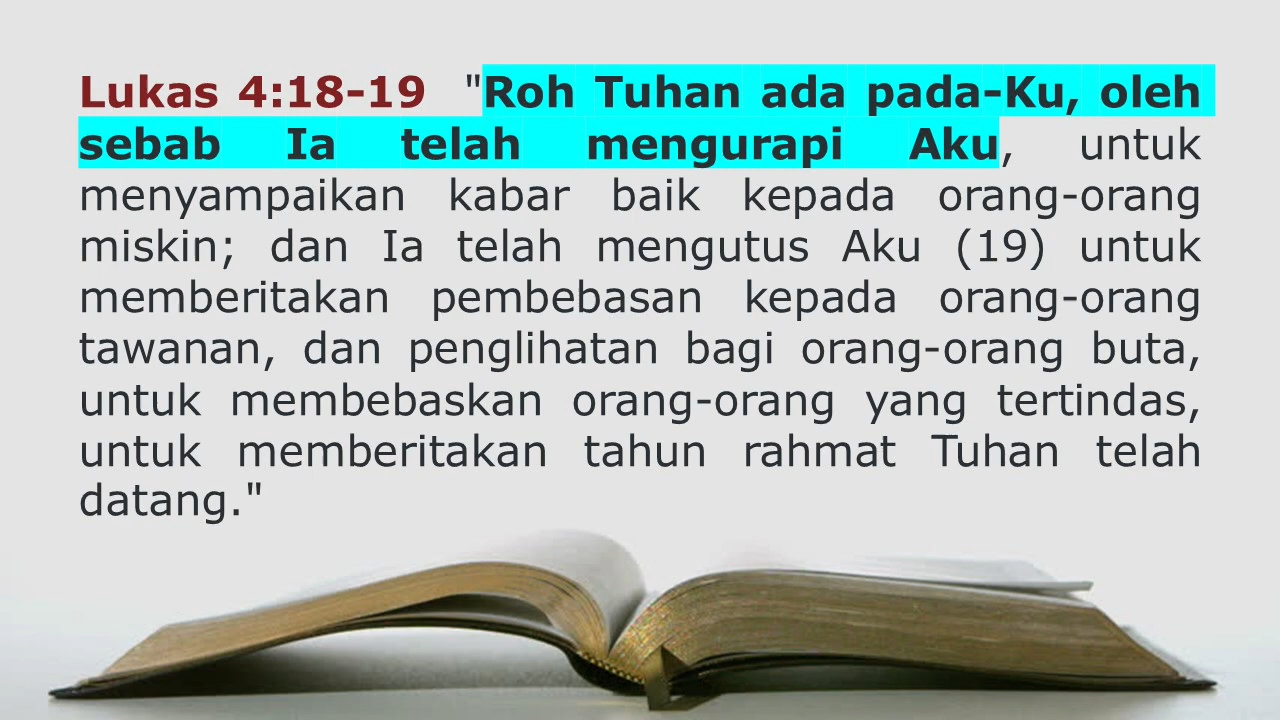 Lukas 4:18-19 "Roh Tuhan ada pada-Ku, oleh
sebab Ia telah mengurapi Aku, untuk
menyampaikan kabar baik kepada orang-orang
miskin; dan Ia telah mengutus Aku (19) untuk
memberitakan pembebasan kepada orang-orang
tawanan, dan penglihatan bagi orang-orang buta,
untuk membebaskan orang-orang yang tertindas,
untuk memberitakan tahun rahmat Tuhan telah
datang."